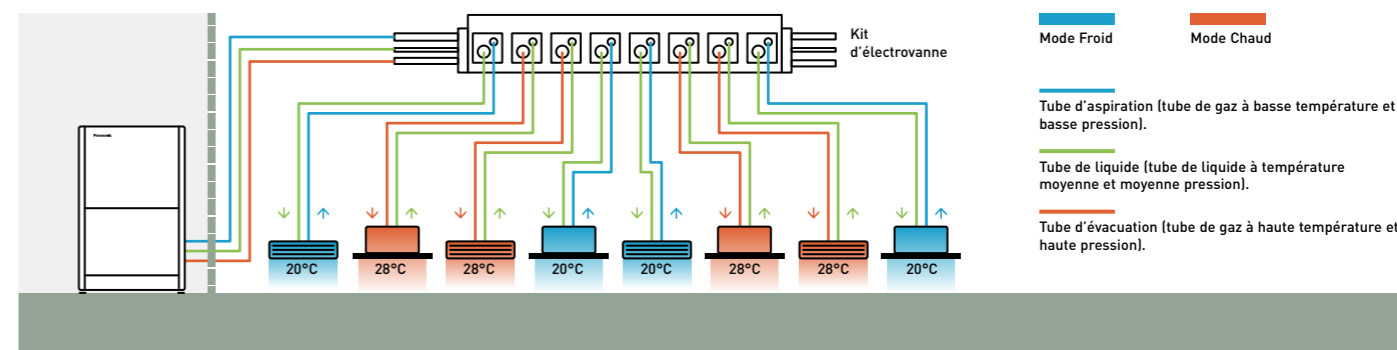 Kit
d'électrovanne
Mode Froid
Mode Chaud
Tube d'aspiration (tube de gaz à basse température et
basse pression).
Tube de liquide (tube de liquide à température
moyenne et moyenne pression).
Tube d'évacuation (tube de gaz à haute température et
haute pression).
Panasonic
20°C
28°C
28°C
20°C
20°C
28°C
28°C
20°C